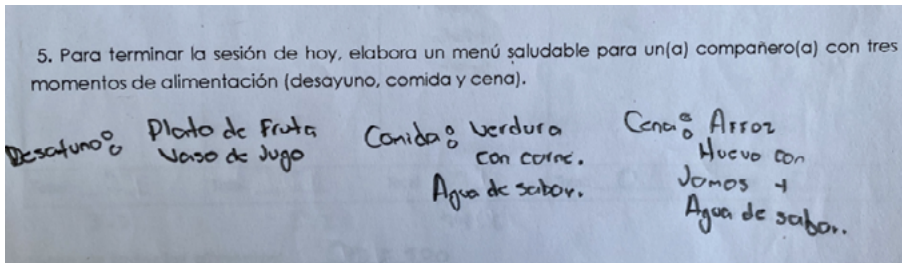 5. Para terminar la sesión de hoy, elabora un menú saludable para un(a) compañero(a) con tres
momentos de alimentación (desayuno, comida y cena).
Desayuno: Plato de Fruta
Vaso de Jugo
Comida: Verdura
con carne.
Agua de sabor.
Cena: Arroz
Huevo con
Jamos y
Agua de sabor.